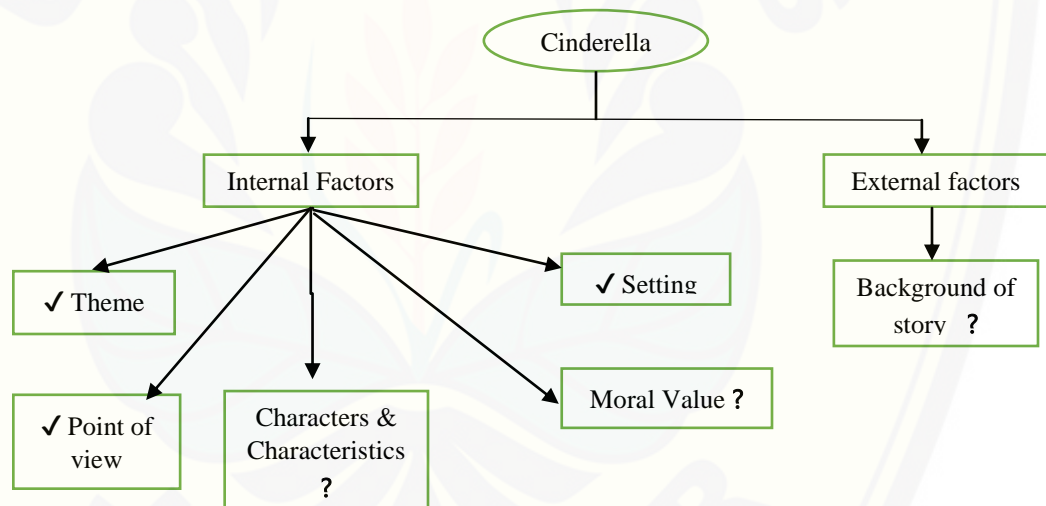 Cinderella
Internal Factors
External factors
✓ Theme
✓ Setting
Background of
story ?
✓ Point of
view
Characters &
Characteristics
?
Moral Value ?